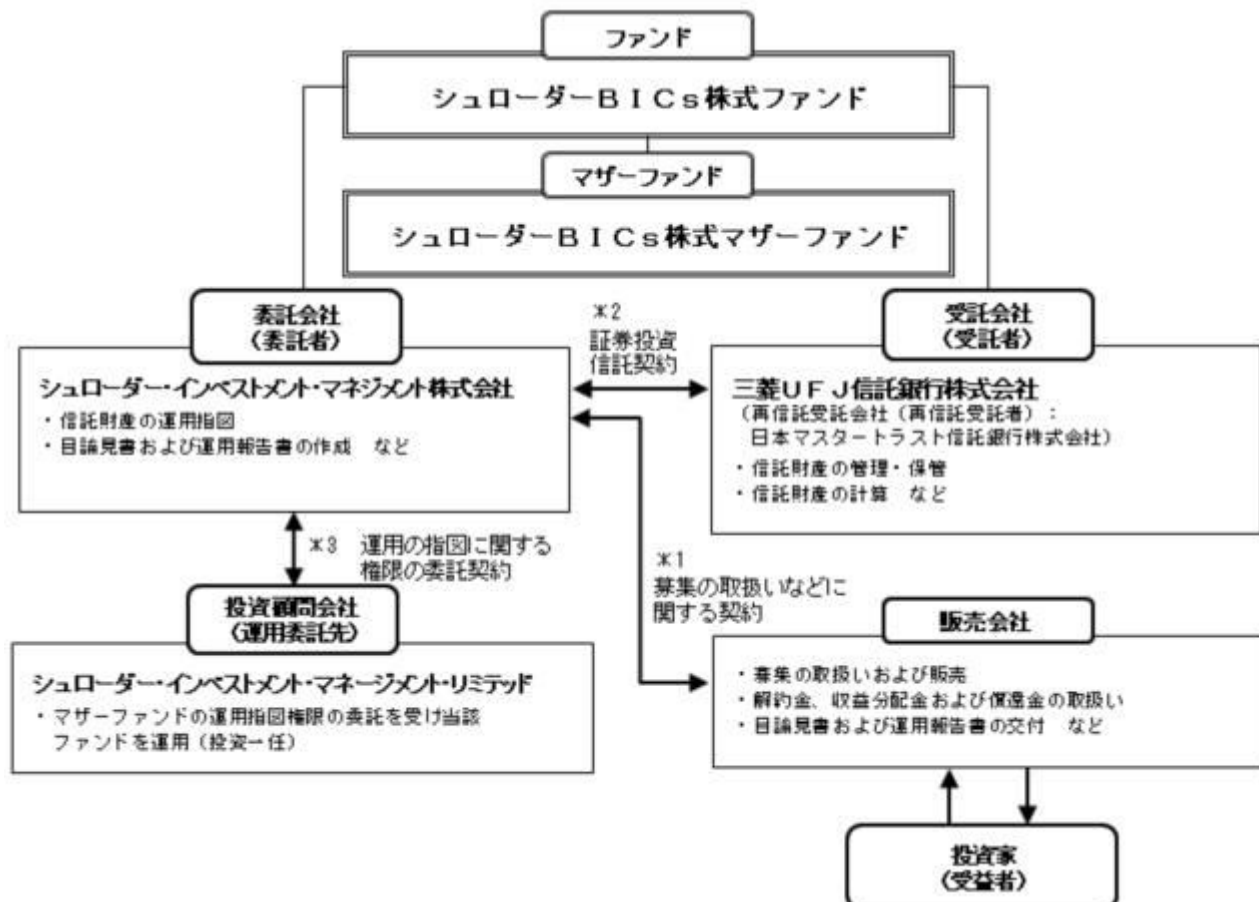 ファンド
シュローダーＢＩＣｓ株式ファンド
マザーファンド
シュローダーＢＩＣｓ株式マザーファンド
委託会社
（委託者）
シュローダー・インベストメント・マネジメント株式会社
・信託財産の運用指図
・目論見書および運用報告書の作成　など
＊2
証券投資
信託契約
受託会社
（受託者）
三菱ＵＦＪ信託銀行株式会社
（再信託受託会社（再信託受託者）：
日本マスタートラスト信託銀行株式会社）
・信託財産の管理・保管
・信託財産の計算　など
＊3　運用の指図に関する
権限の委託契約
＊1
募集の取扱いなどに
関する契約
投資顧問会社
（運用委託先）
シュローダー・インベストメント・マネージメント・リミテッド
・マザーファンドの運用指図権限の委託を受け当該
ファンドを運用（投資一任）
販売会社
・募集の取扱いおよび販売
・解約金、収益分配金および償還金の取扱い
・目論見書および運用報告書の交付　など
投資家
（受益者）